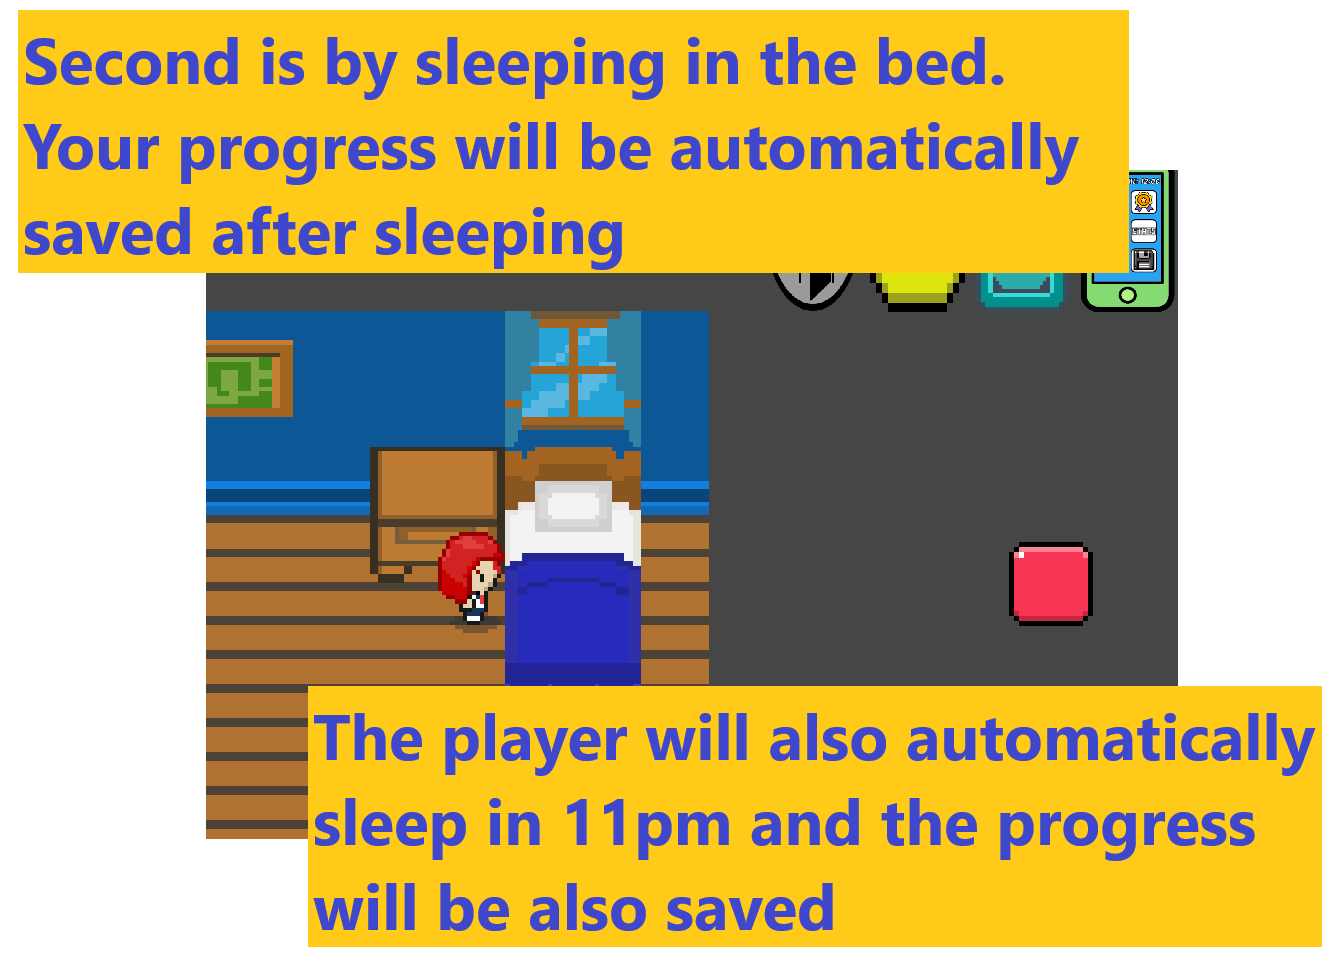 Second is by sleeping in the bed.
Your progress will be automatically
saved after sleeping
STATS
The player will also automatically
sleep in 11pm and the progress
will be also saved